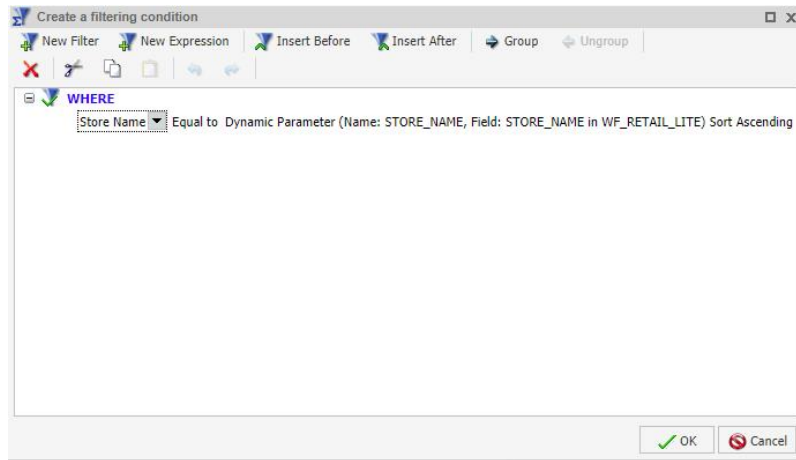 Create a filtering condition
New Filter New Expression Insert Before Insert After Group Ungroup
WHERE
Store Name Equal to Dynamic Parameter (Name: STORE_NAME, Field: STORE_NAME in WF_RETAIL_LITE) Sort Ascending
OK Cancel